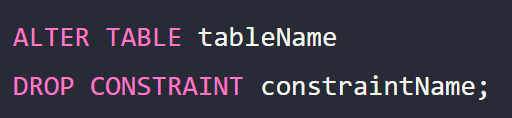 ALTER TABLE tableName
DROP CONSTRAINT constraintName;